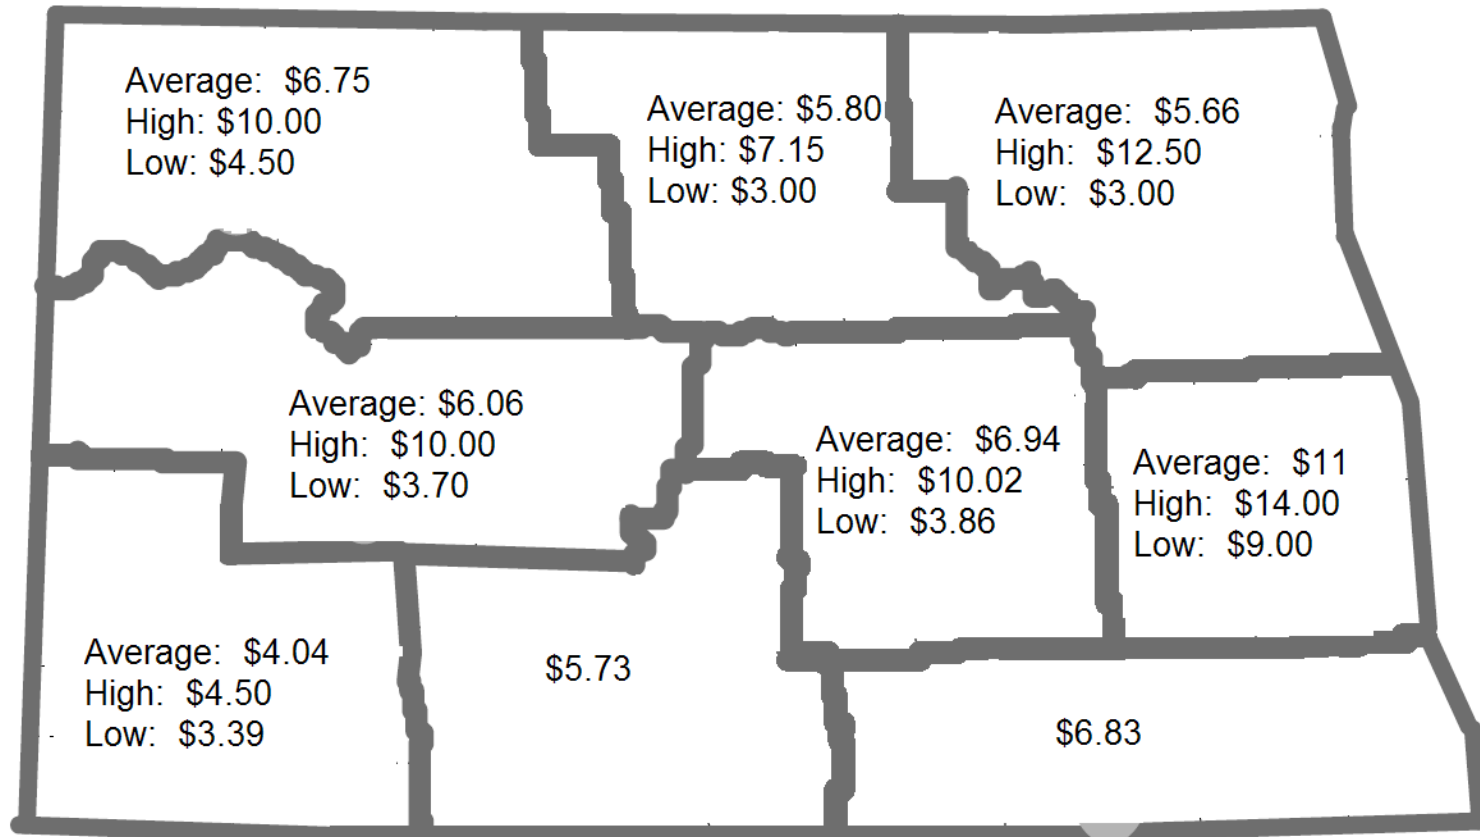 Average:  $6.75
High: $10.00
Low: $4.50
Average: $5.80
High: $7.15
Low: $3.00
Average:  $5.66
High:  $12.50
Low:  $3.00
Average: $6.06
High:  $10.00
Low:  $3.70
Average:  $6.94
High:  $10.02
Low:  $3.86
Average:  $11
High:  $14.00
Low:  $9.00
Average:  $4.04
High:  $4.50
Low:  $3.39
$5.73
$6.83